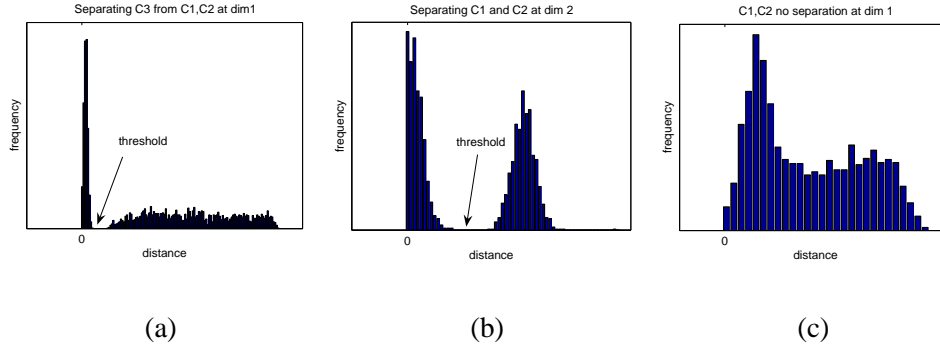 Separating C3 from C1,C2 at dim1
frequency
threshold
0
distance
(a)
Separating C1 and C2 at dim 2
frequency
threshold
0
distance
(b)
C1,C2 no separation at dim 1
frequency
0
distance
(c)